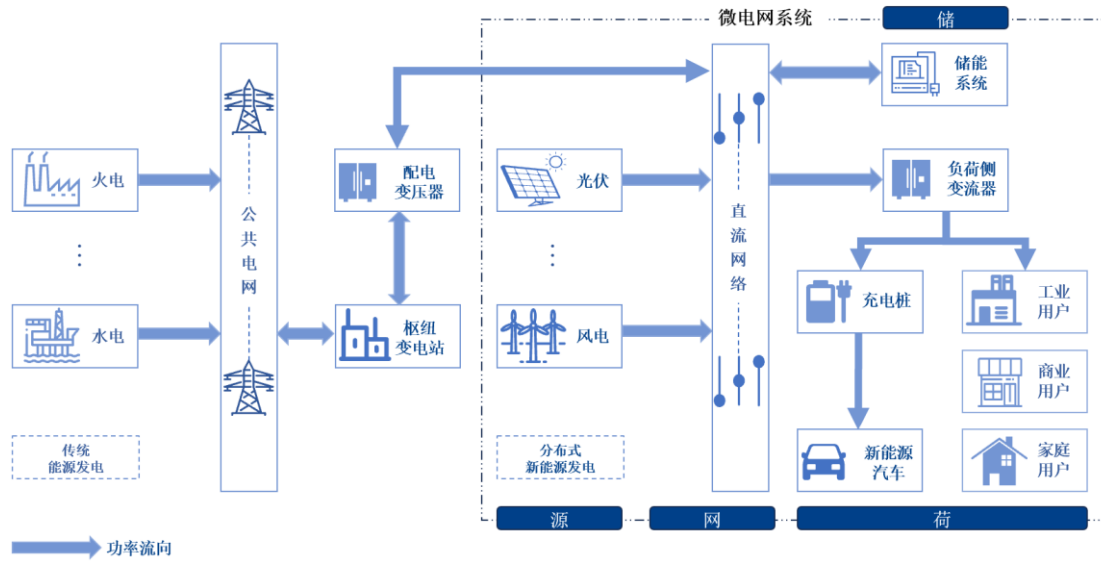 微电网系统
储
储能
系统
火电
配电
变压器
光伏
负荷侧
变流器
公共电网
直流网络
水电
枢纽
变电站
风电
充电桩
工业
用户
商业
用户
传统
能源发电
分布式
新能源发电
新能源
汽车
家庭
用户
源
网
荷
功率流向